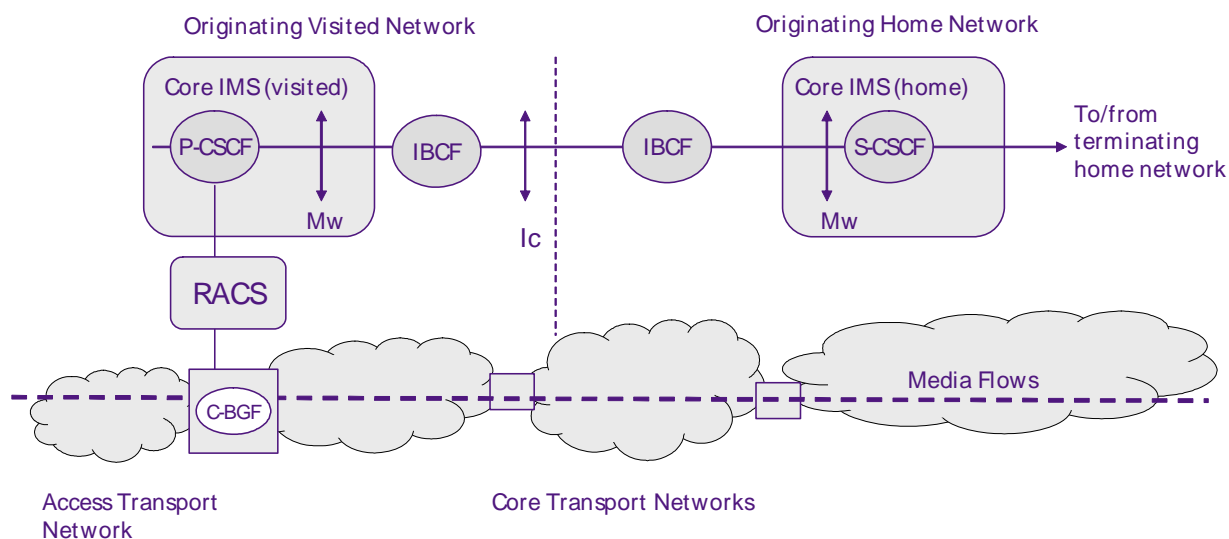 Originating Visited Network
Originating Home Network
Core IMS (visited)
Core IMS (home)
P-CSCF
IBCF
IBCF
S-CSCF
To/from
terminating
home network
Mw
Ic
Mw
RACS
C-BGF
Media Flows
Access Transport
Network
Core Transport Networks